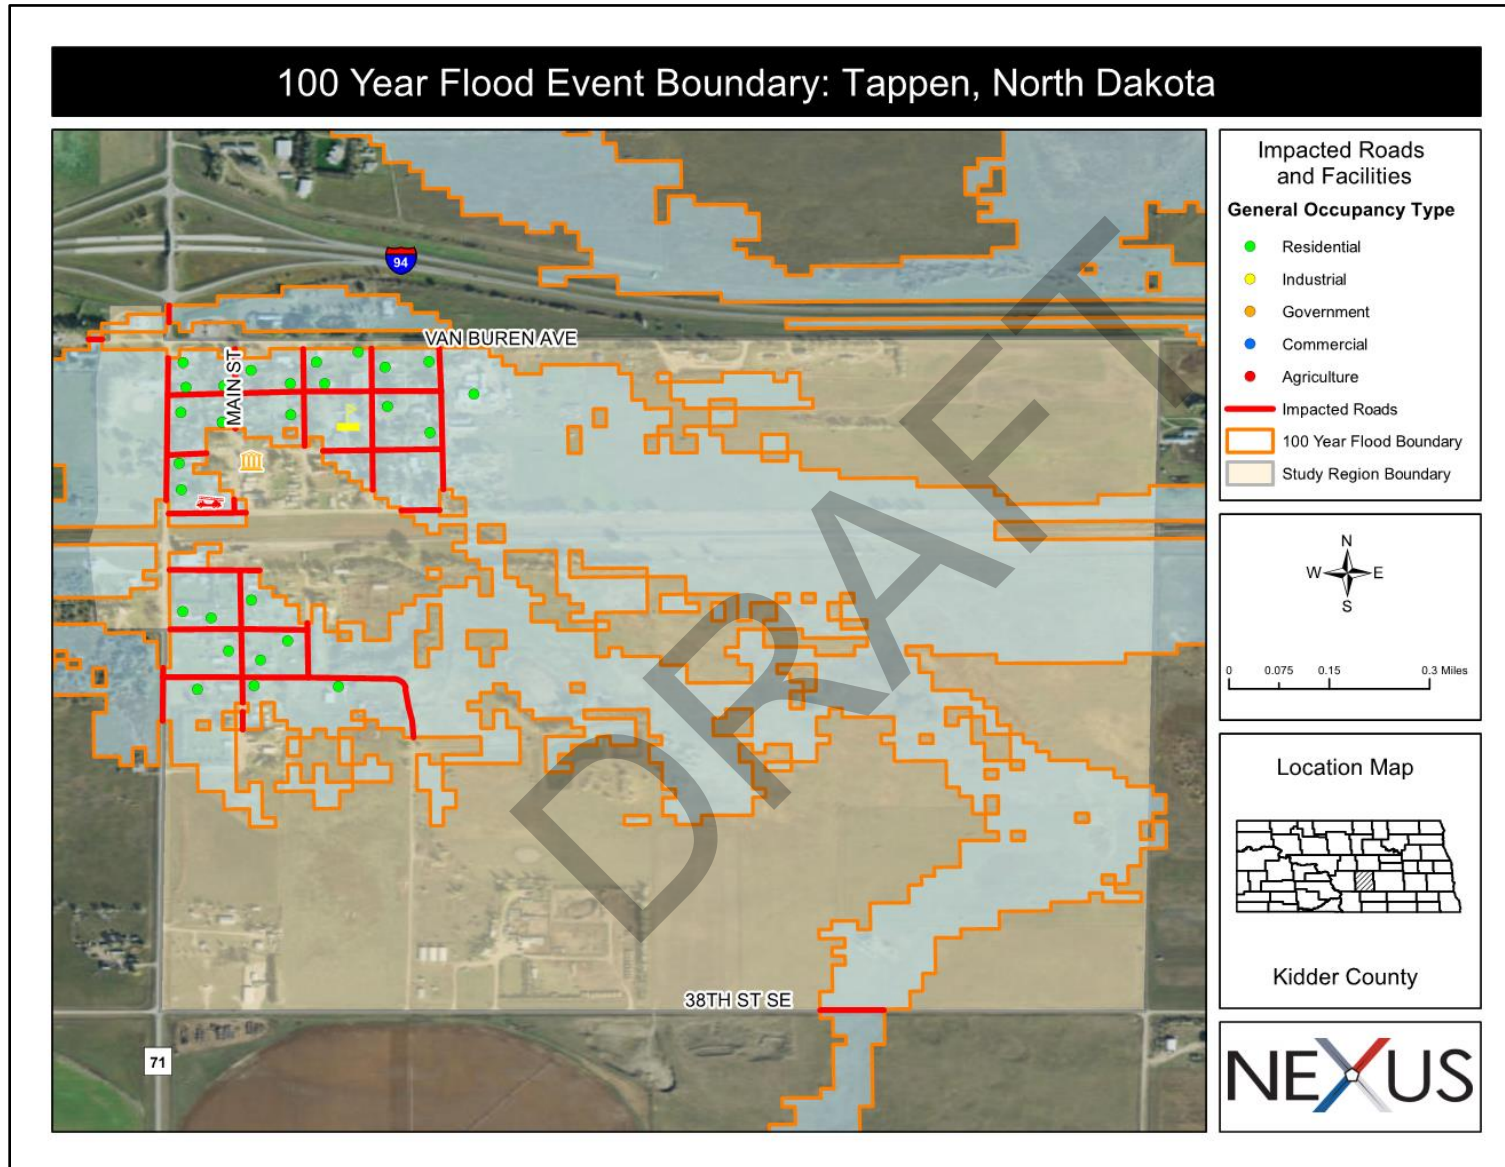 100 Year Flood Event Boundary: Tappen, North Dakota
94
VAN BUREN AVE
MAIN ST
38TH ST SE
71
DRAFT
Impacted Roads
and Facilities
General Occupancy Type
Residential
Industrial
Government
Commercial
Agriculture
Impacted Roads
100 Year Flood Boundary
Study Region Boundary
N
W E
S
0 0.075 0.15 0.3 Miles
Location Map
Kidder County
NEXUS